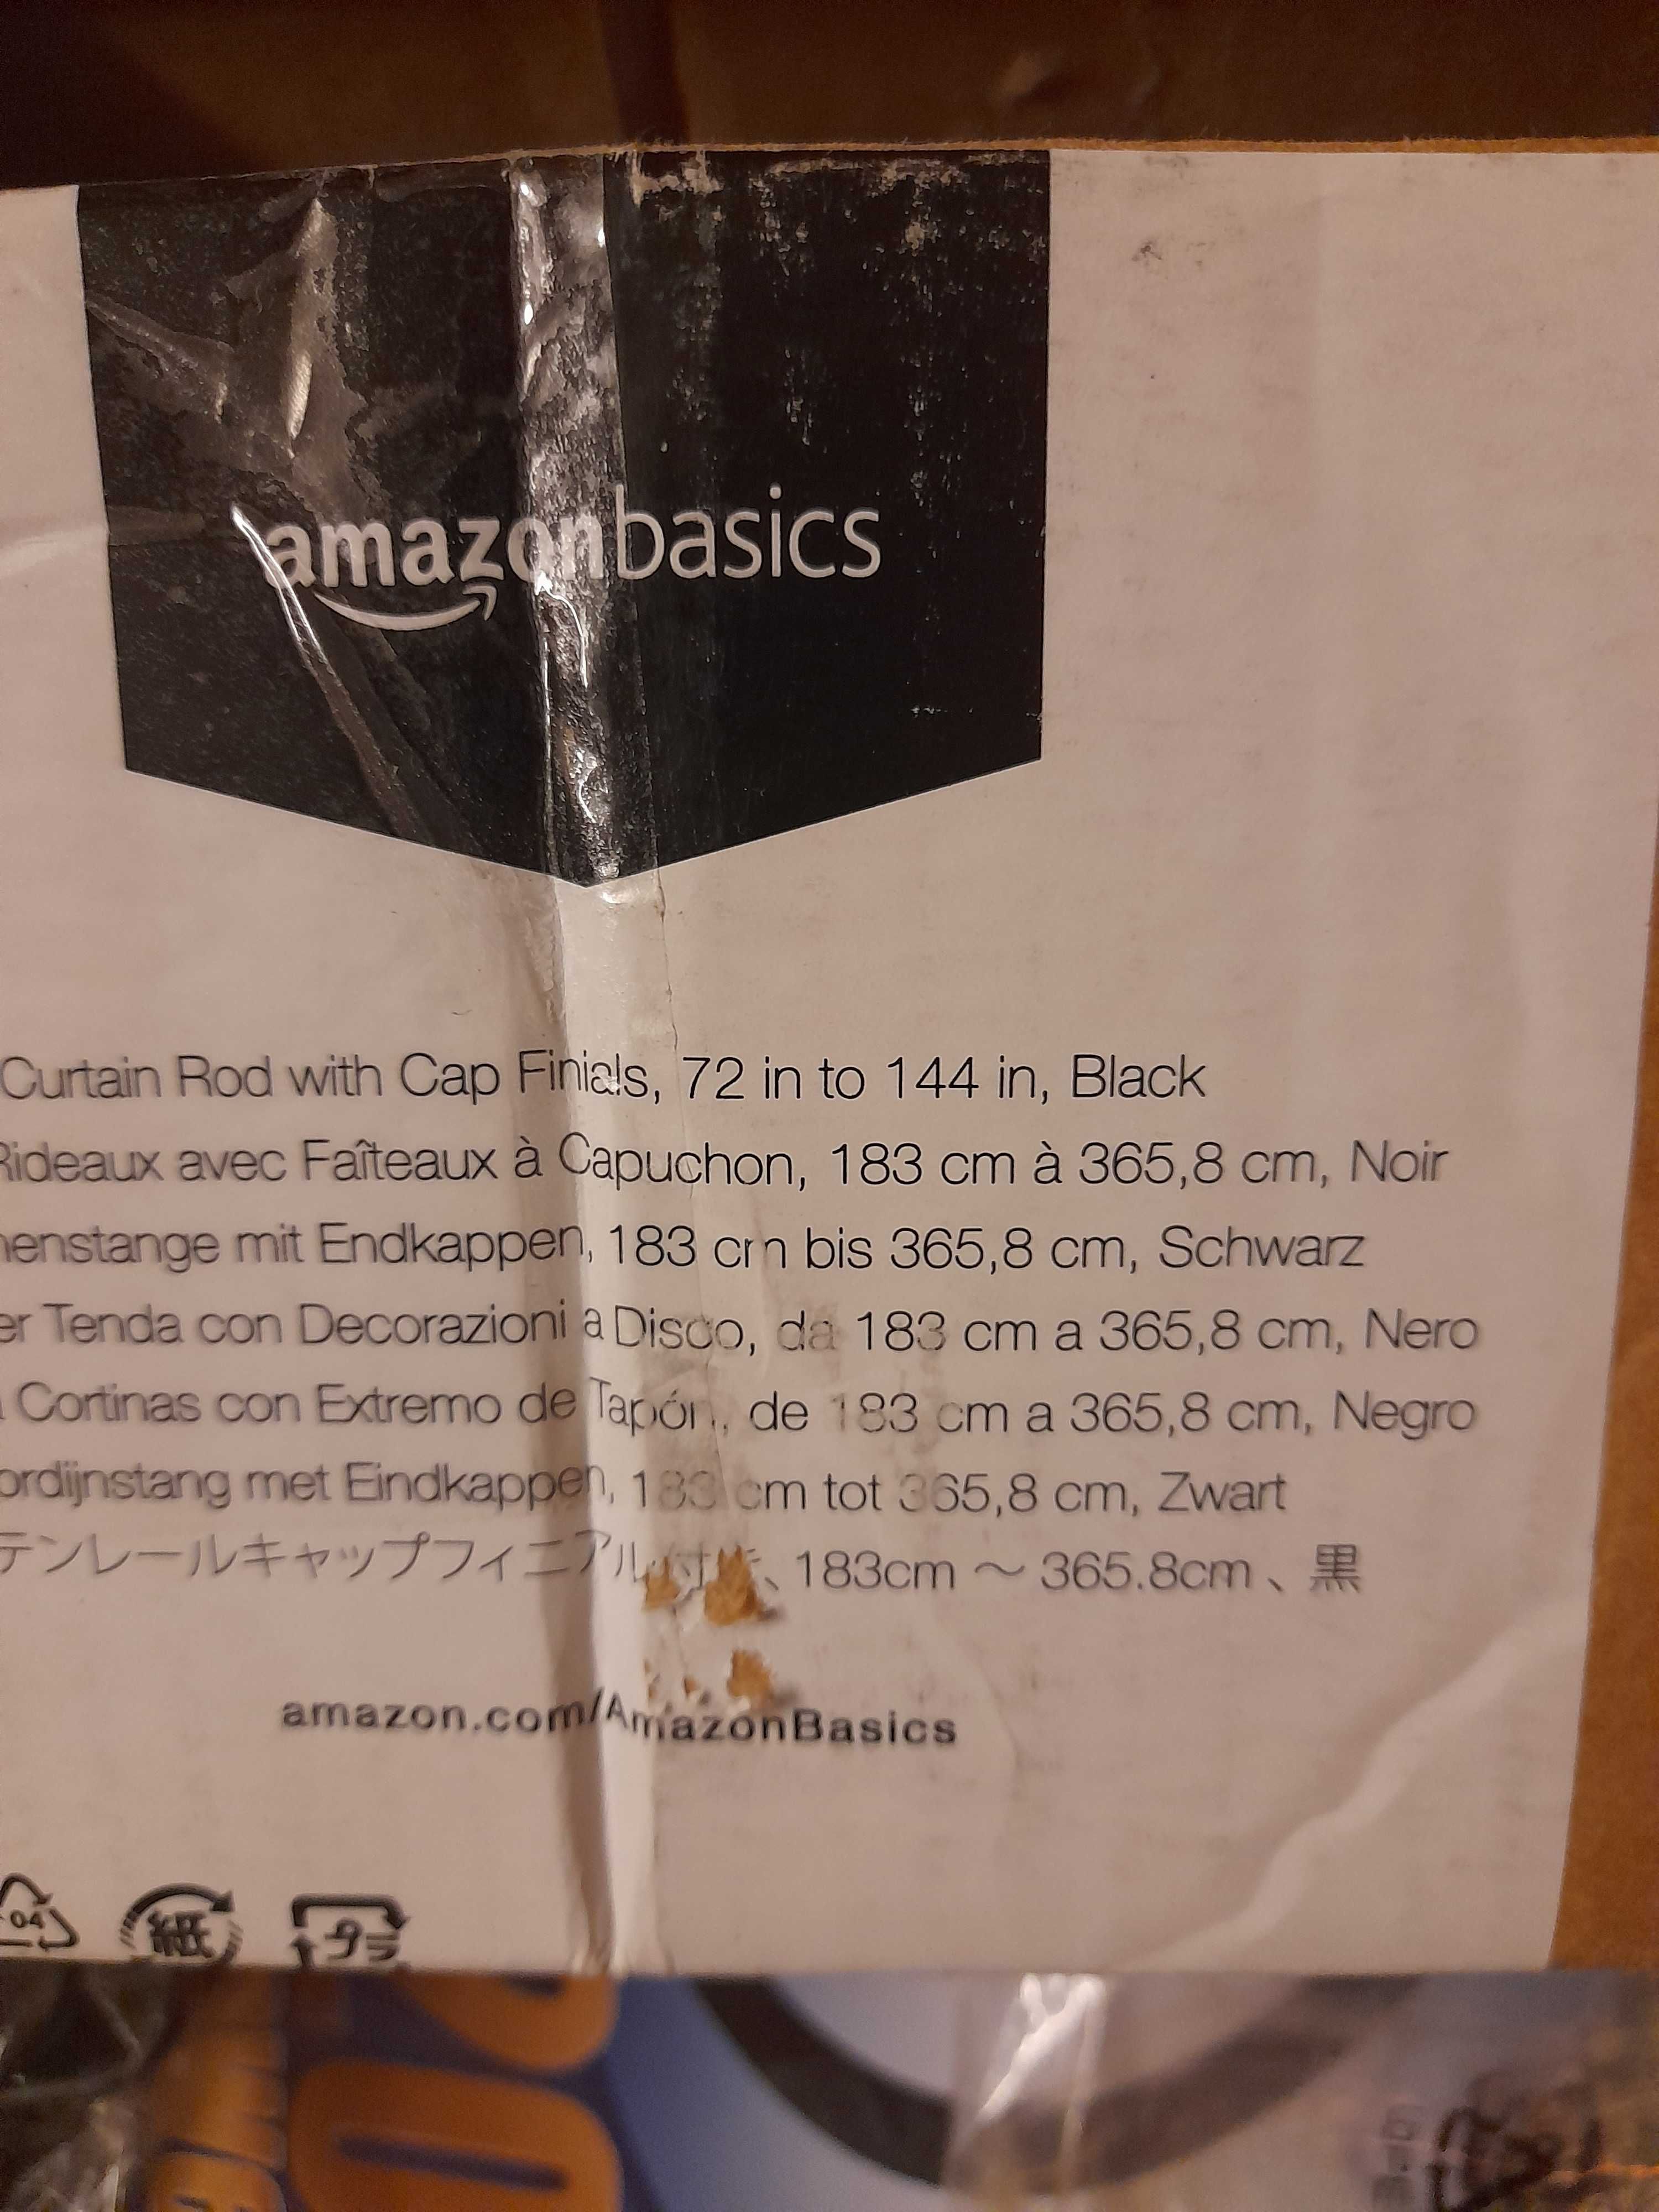 amazonbasics
Curtain Rod with Cap Finials, 72 in to 144 in, Black
Rideaux avec Faîteaux à Capuchon, 183 cm à 365,8 cm, Noir
nenstange mit Endkappen, 183 cm bis 365,8 cm, Schwarz
er Tenda con Decorazioni a Disco, da 183 cm a 365,8 cm, Nero
a Cortinas con Extremo de Tapón, de 183 cm a 365,8 cm, Negro
ordijnstang met Eindkappen, 183 cm tot 365,8 cm, Zwart
テンレールキャップフィニアル付き、183cm ～ 365.8cm、黒
amazon.com/AmazonBasics
04 紙 プラ